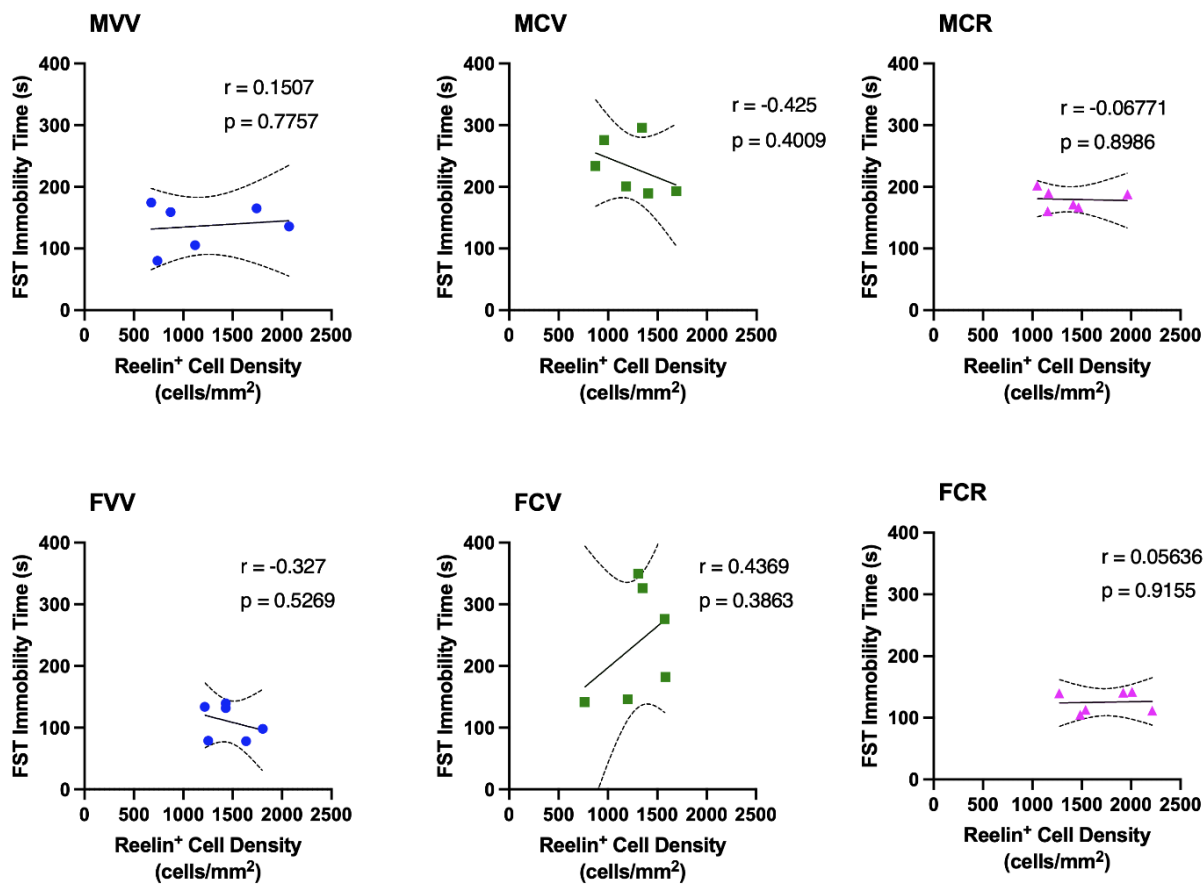 MVV
FST Immobility Time (s)
400
300
200
100
0
r = 0.1507
p = 0.7757
0 500 1000 1500 2000 2500
Reelin⁺ Cell Density
(cells/mm²)
MCV
FST Immobility Time (s)
400
300
200
100
0
r = -0.425
p = 0.4009
0 500 1000 1500 2000 2500
Reelin⁺ Cell Density
(cells/mm²)
MCR
FST Immobility Time (s)
400
300
200
100
0
r = -0.06771
p = 0.8986
0 500 1000 1500 2000 2500
Reelin⁺ Cell Density
(cells/mm²)
FVV
FST Immobility Time (s)
400
300
200
100
0
r = -0.327
p = 0.5269
0 500 1000 1500 2000 2500
Reelin⁺ Cell Density
(cells/mm²)
FCV
FST Immobility Time (s)
400
300
200
100
0
r = 0.4369
p = 0.3863
0 500 1000 1500 2000 2500
Reelin⁺ Cell Density
(cells/mm²)
FCR
FST Immobility Time (s)
400
300
200
100
0
r = 0.05636
p = 0.9155
0 500 1000 1500 2000 2500
Reelin⁺ Cell Density
(cells/mm²)